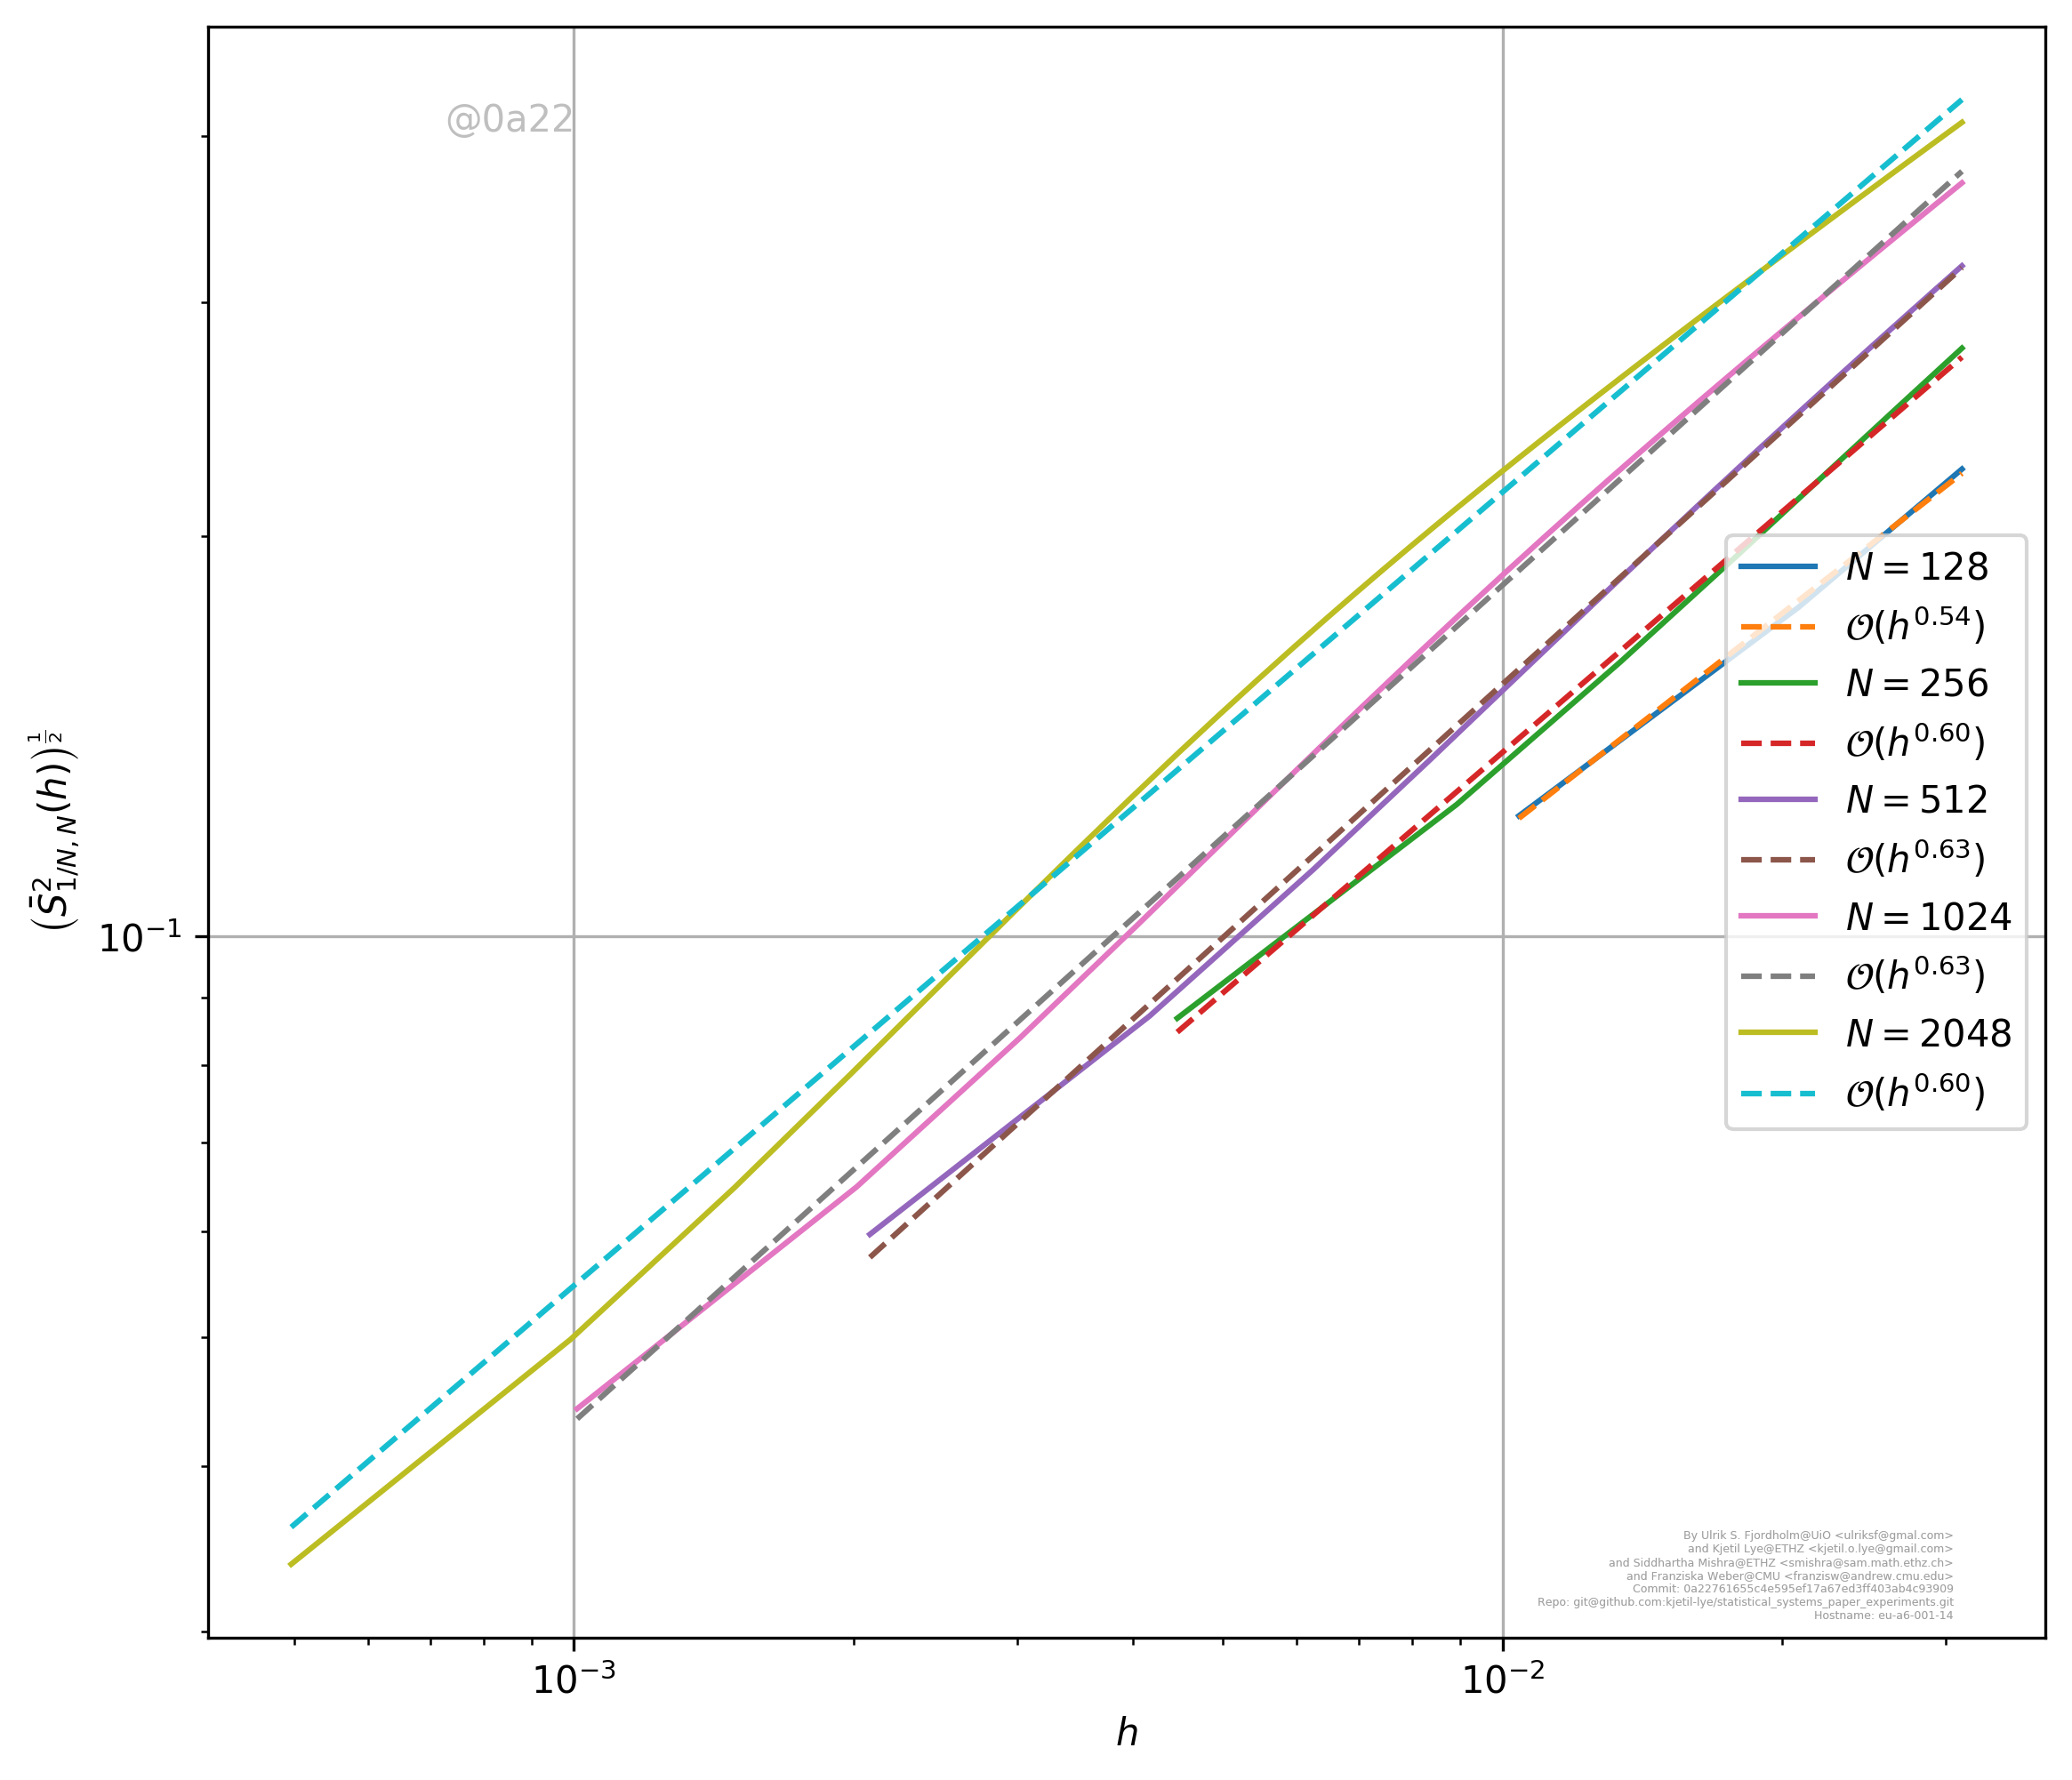 @0a22
(S̄²_{1/N, N}(h))^{1/2}
10⁻¹
N = 128
𝒪(h^{0.54})
N = 256
𝒪(h^{0.60})
N = 512
𝒪(h^{0.63})
N = 1024
𝒪(h^{0.63})
N = 2048
𝒪(h^{0.60})
By Ulrik S. Fjordholm@UiO <ulriksf@gmal.com>
and Kjetil Lye@ETHZ <kjetil.o.lye@gmail.com>
and Siddhartha Mishra@ETHZ <smishra@sam.math.ethz.ch>
and Franziska Weber@CMU <franzisw@andrew.cmu.edu>
Commit: 0a22761655c4e595ef17a67ed3ff403ab4c93909
Repo: git@github.com:kjetil-lye/statistical_systems_paper_experiments.git
Hostname: eu-a6-001-14
10⁻³
10⁻²
h